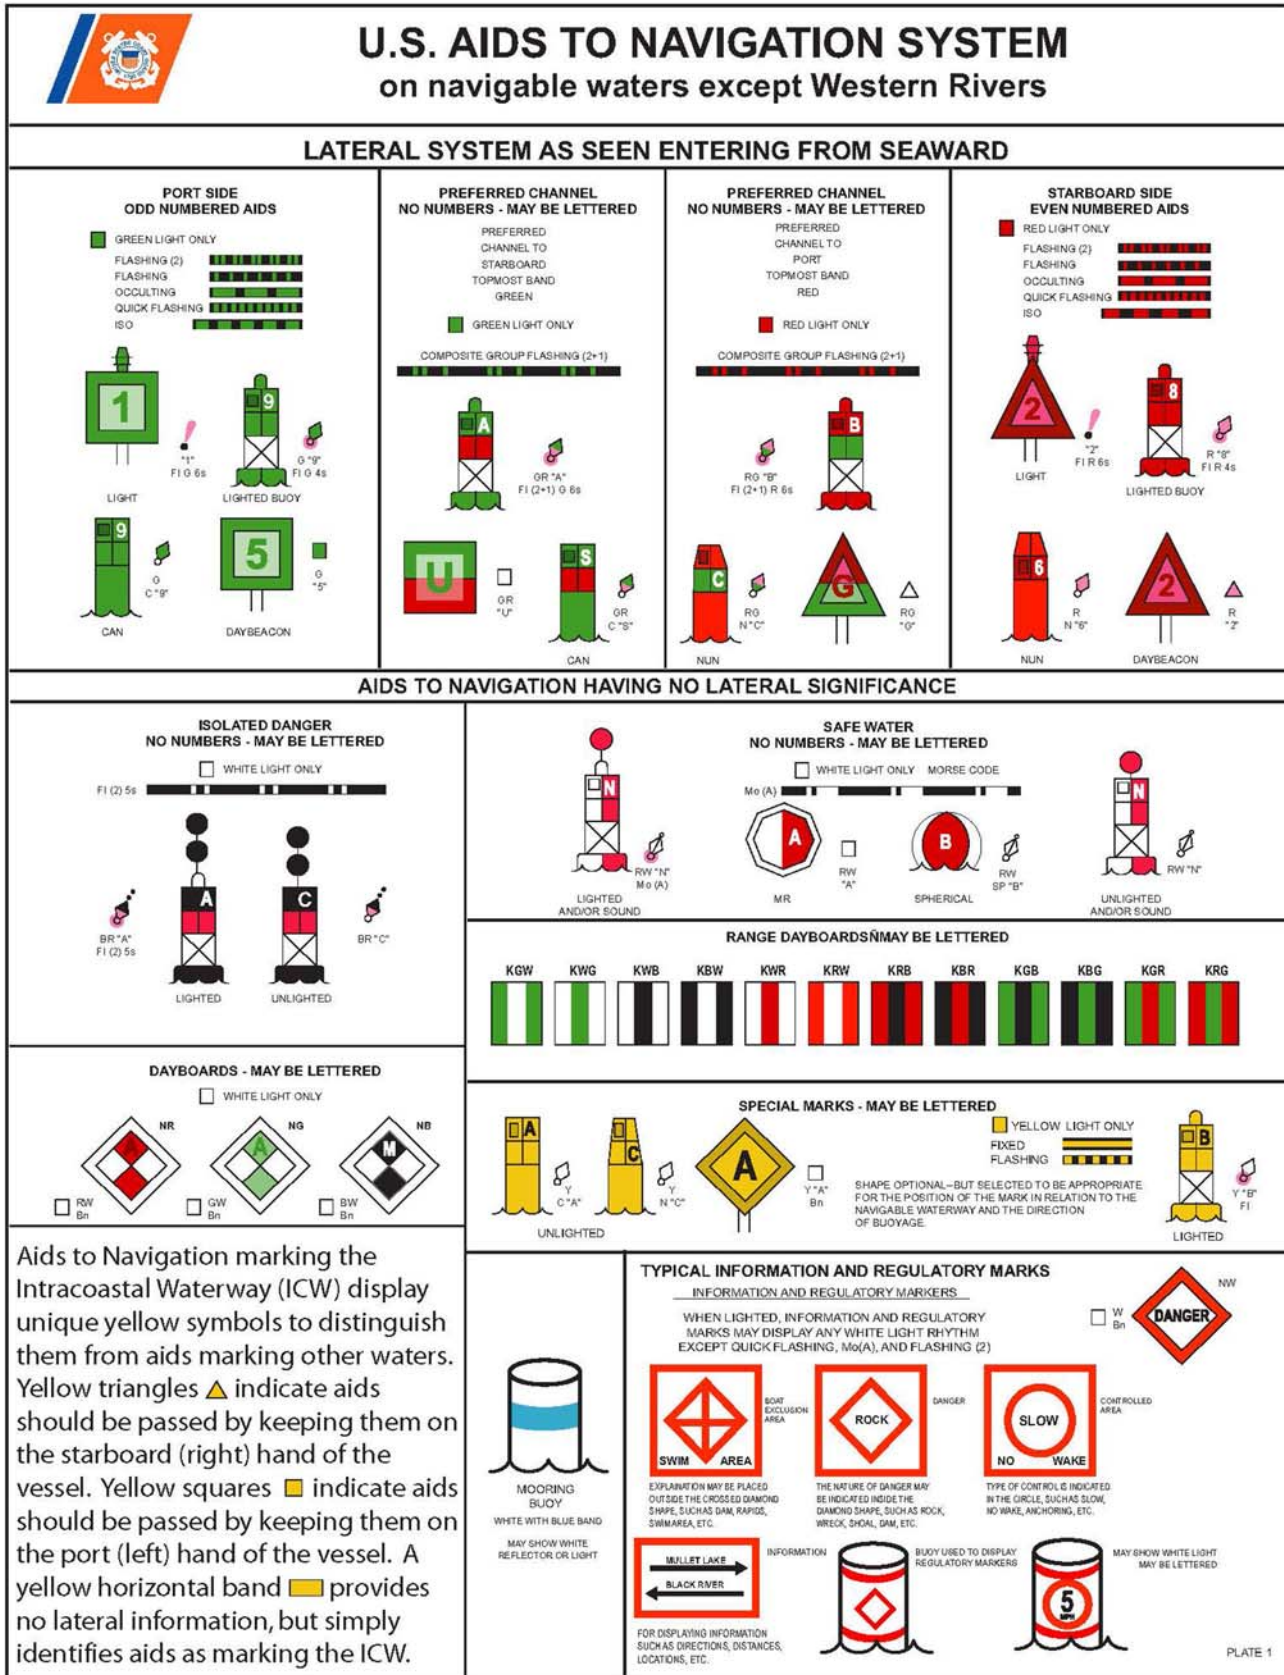 U.S. AIDS TO NAVIGATION SYSTEM
on navigable waters except Western Rivers
LATERAL SYSTEM AS SEEN ENTERING FROM SEAWARD
PORT SIDE
ODD NUMBERED AIDS
GREEN LIGHT ONLY
FLASHING (2)
FLASHING
OCCULTING
QUICK FLASHING
ISO
1
"1"
Fl G 6s
LIGHT
9
G "9"
Fl G 4s
LIGHTED BUOY
9
G
C "9"
CAN
5
G
"5"
DAYBEACON
PREFERRED CHANNEL
NO NUMBERS - MAY BE LETTERED
PREFERRED
CHANNEL TO
STARBOARD
TOPMOST BAND
GREEN
GREEN LIGHT ONLY
COMPOSITE GROUP FLASHING (2+1)
A
GR "A"
Fl (2+1) G 6s
U
GR
"U"
S
GR
C "S"
CAN
PREFERRED CHANNEL
NO NUMBERS - MAY BE LETTERED
PREFERRED
CHANNEL TO
PORT
TOPMOST BAND
RED
RED LIGHT ONLY
COMPOSITE GROUP FLASHING (2+1)
B
RG "B"
Fl (2+1) R 6s
C
RG
N "C"
NUN
G
RG
"G"
STARBOARD SIDE
EVEN NUMBERED AIDS
RED LIGHT ONLY
FLASHING (2)
FLASHING
OCCULTING
QUICK FLASHING
ISO
2
"2"
Fl R 6s
LIGHT
8
R "8"
Fl R 4s
LIGHTED BUOY
6
R
N "6"
NUN
2
R
"2"
DAYBEACON
AIDS TO NAVIGATION HAVING NO LATERAL SIGNIFICANCE
ISOLATED DANGER
NO NUMBERS - MAY BE LETTERED
WHITE LIGHT ONLY
Fl (2) 5s
A
BR "A"
Fl (2) 5s
LIGHTED
C
BR "C"
UNLIGHTED
SAFE WATER
NO NUMBERS - MAY BE LETTERED
WHITE LIGHT ONLY MORSE CODE
Mo (A)
N
RW "N"
Mo (A)
LIGHTED
AND/OR SOUND
A
RW
"A"
MR
B
RW
SP "B"
SPHERICAL
N
RW "N"
UNLIGHTED
AND/OR SOUND
RANGE DAYBOARDSÑMAY BE LETTERED
KGW KWG KWB KBW KWR KRW KRB KBR KGB KBG KGR KRG
DAYBOARDS - MAY BE LETTERED
WHITE LIGHT ONLY
NR
A
RW
Bn
NG
A
GW
Bn
NB
M
BW
Bn
SPECIAL MARKS - MAY BE LETTERED
YELLOW LIGHT ONLY
FIXED
FLASHING
A
Y
C "A"
C
Y
N "C"
UNLIGHTED
A
Y "A"
Bn
SHAPE OPTIONAL--BUT SELECTED TO BE APPROPRIATE
FOR THE POSITION OF THE MARK IN RELATION TO THE
NAVIGABLE WATERWAY AND THE DIRECTION
OF BUOYAGE.
B
Y "B"
Fl
LIGHTED
Aids to Navigation marking the
Intracoastal Waterway (ICW) display
unique yellow symbols to distinguish
them from aids marking other waters.
Yellow triangles indicate aids
should be passed by keeping them on
the starboard (right) hand of the
vessel. Yellow squares indicate aids
should be passed by keeping them on
the port (left) hand of the vessel. A
yellow horizontal band provides
no lateral information, but simply
identifies aids as marking the ICW.
MOORING
BUOY
WHITE WITH BLUE BAND
MAY SHOW WHITE
REFLECTOR OR LIGHT
TYPICAL INFORMATION AND REGULATORY MARKS
INFORMATION AND REGULATORY MARKERS
WHEN LIGHTED, INFORMATION AND REGULATORY
MARKS MAY DISPLAY ANY WHITE LIGHT RHYTHM
EXCEPT QUICK FLASHING, Mo(A), AND FLASHING (2)
NW
W
Bn
DANGER
SWIM AREA
BOAT
EXCLUSION
AREA
EXPLAINATION MAY BE PLACED
OUTSIDE THE CROSSED DIAMOND
SHAPE, SUCH AS DAM, RAPIDS,
SWIM AREA, ETC.
ROCK
DANGER
THE NATURE OF DANGER MAY
BE INDICATED INSIDE THE
DIAMOND SHAPE, SUCH AS ROCK,
WRECK, SHOAL, DAM, ETC.
SLOW
NO WAKE
CONTROLLED
AREA
TYPE OF CONTROL IS INDICATED
IN THE CIRCLE, SUCH AS SLOW,
NO WAKE, ANCHORING, ETC.
MULLET LAKE
BLACK RIVER
INFORMATION
FOR DISPLAYING INFORMATION
SUCH AS DIRECTIONS, DISTANCES,
LOCATIONS, ETC.
BUOY USED TO DISPLAY
REGULATORY MARKERS
5
MPH
MAY SHOW WHITE LIGHT
MAY BE LETTERED
PLATE 1